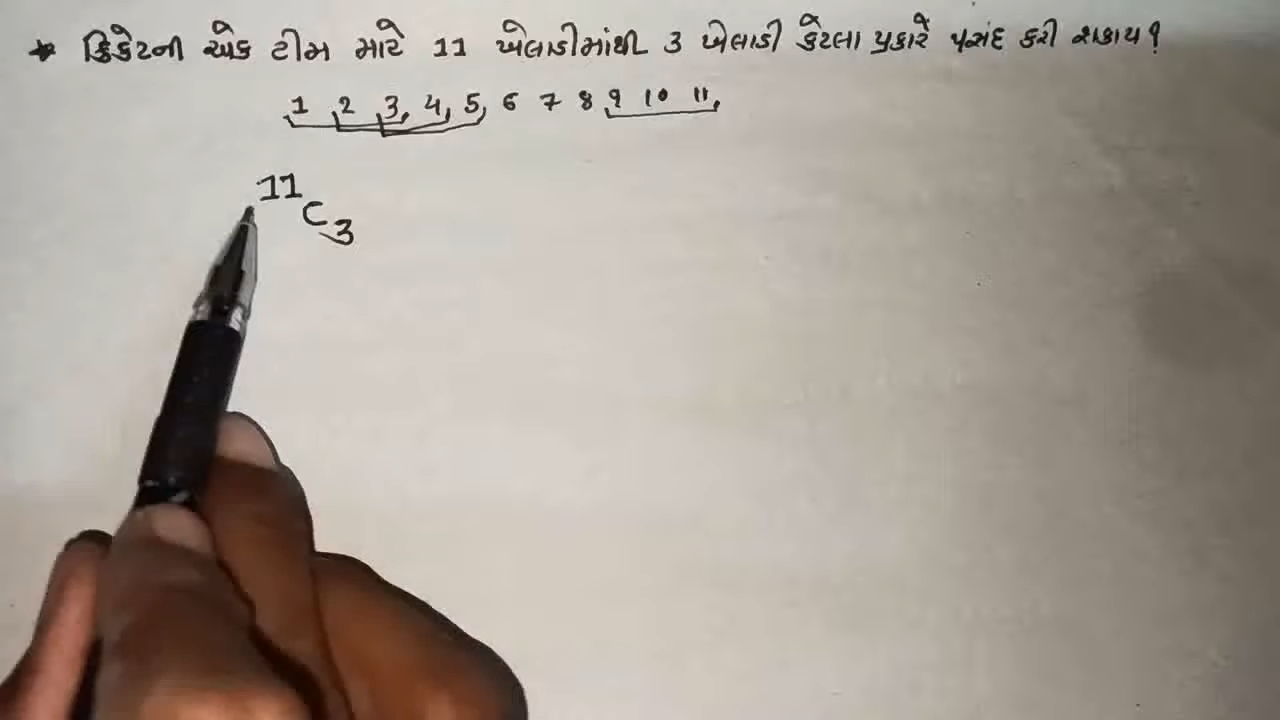 * ક્રિકેટની એક ટીમ માટે 11 ખેલાડીમાંથી 3 ખેલાડી કેટલા પ્રકારે પસંદ કરી શકાય ?
1 2 3 4 5 6 7 8 9 10 11
¹¹C₃